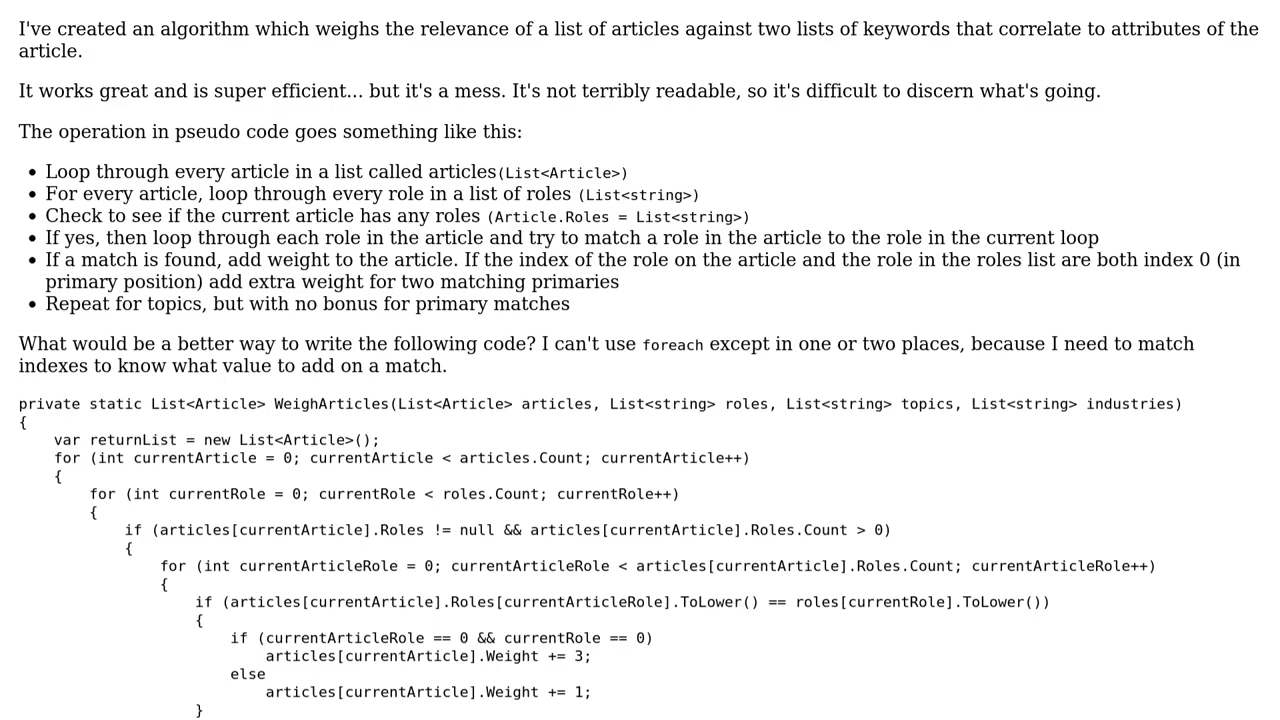 I've created an algorithm which weighs the relevance of a list of articles against two lists of keywords that correlate to attributes of the
article.
It works great and is super efficient... but it's a mess. It's not terribly readable, so it's difficult to discern what's going.
The operation in pseudo code goes something like this:
• Loop through every article in a list called articles(List<Article>)
• For every article, loop through every role in a list of roles (List<string>)
• Check to see if the current article has any roles (Article.Roles = List<string>)
• If yes, then loop through each role in the article and try to match a role in the article to the role in the current loop
• If a match is found, add weight to the article. If the index of the role on the article and the role in the roles list are both index 0 (in
primary position) add extra weight for two matching primaries
• Repeat for topics, but with no bonus for primary matches
What would be a better way to write the following code? I can't use foreach except in one or two places, because I need to match
indexes to know what value to add on a match.
private static List<Article> WeighArticles(List<Article> articles, List<string> roles, List<string> topics, List<string> industries)
{
    var returnList = new List<Article>();
    for (int currentArticle = 0; currentArticle < articles.Count; currentArticle++)
    {
        for (int currentRole = 0; currentRole < roles.Count; currentRole++)
        {
            if (articles[currentArticle].Roles != null && articles[currentArticle].Roles.Count > 0)
            {
                for (int currentArticleRole = 0; currentArticleRole < articles[currentArticle].Roles.Count; currentArticleRole++)
                {
                    if (articles[currentArticle].Roles[currentArticleRole].ToLower() == roles[currentRole].ToLower())
                    {
                        if (currentArticleRole == 0 && currentRole == 0)
                            articles[currentArticle].Weight += 3;
                        else
                            articles[currentArticle].Weight += 1;
                    }